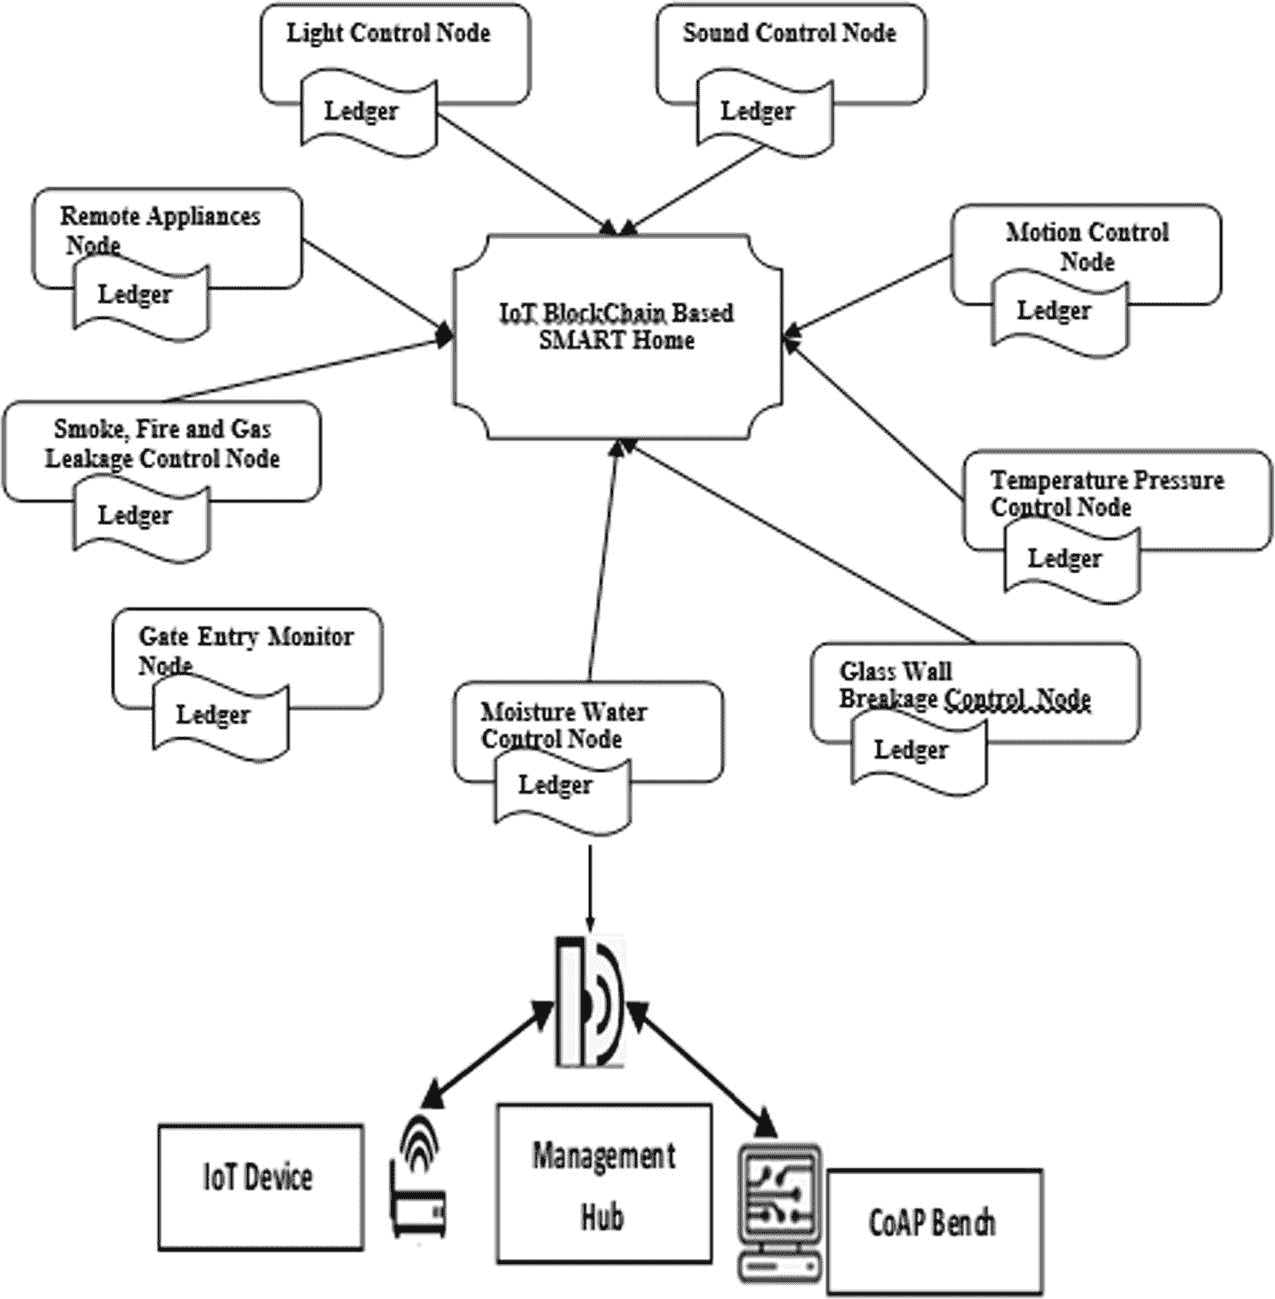 Light Control Node
Ledger
Sound Control Node
Ledger
Remote Appliances
Node
Ledger
IoT BlockChain Based
SMART Home
Motion Control
Node
Ledger
Smoke, Fire and Gas
Leakage Control Node
Ledger
Temperature Pressure
Control Node
Ledger
Gate Entry Monitor
Node
Ledger
Moisture Water
Control Node
Ledger
Glass Wall
Breakage Control Node
Ledger
IoT Device
Management
Hub
CoAP Bench